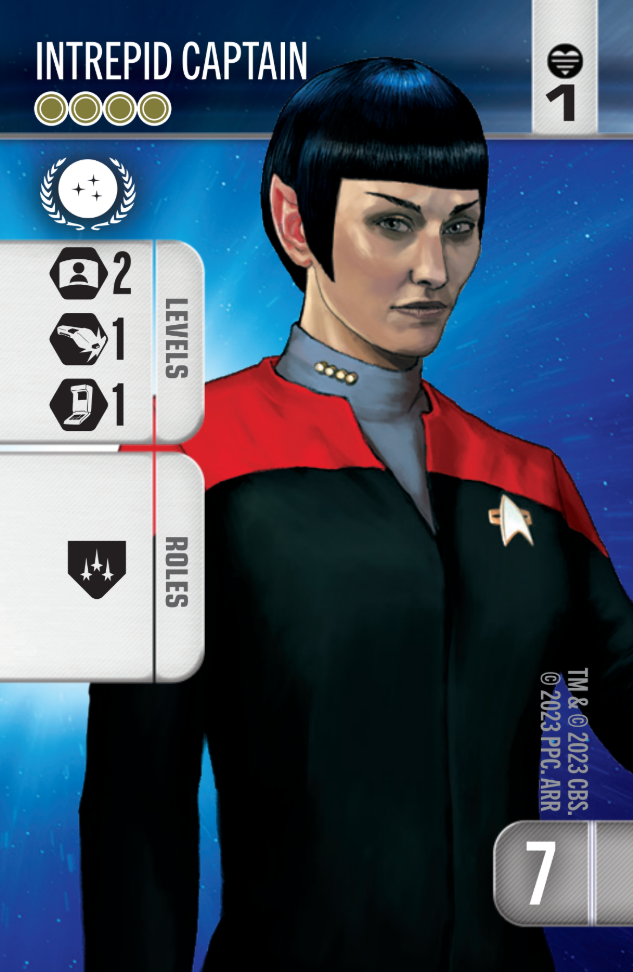 INTREPID CAPTAIN
1
2
1
1
LEVELS
ROLES
TM & © 2023 CBS.
© 2023 PPC. ARR
7